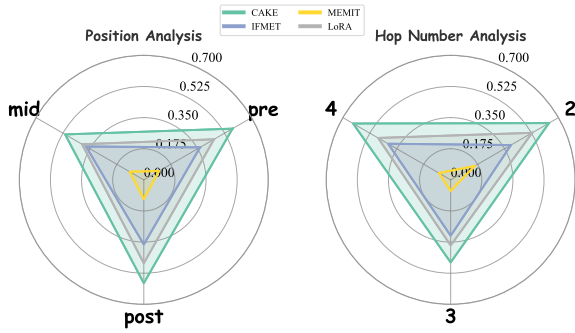 CAKE MEMIT
IFMET LoRA
Position Analysis
0.700
0.525
0.350
0.175
0.000
mid
pre
post
Hop Number Analysis
0.700
0.525
0.350
0.175
0.000
4
2
3